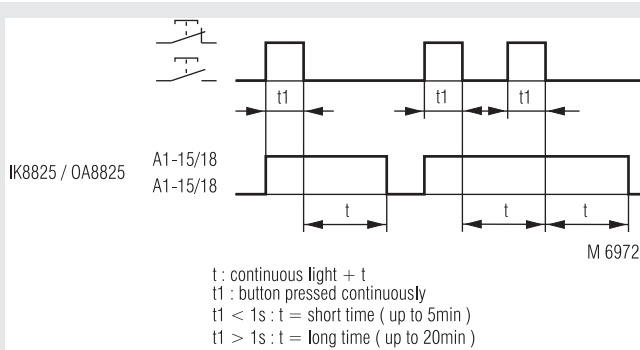 t1 t1 t1
IK8825 / OA8825
A1-15/18
A1-15/18
t t t
M 6972
t : continuous light + t
t1 : button pressed continuously
t1 < 1s : t = short time ( up to 5min )
t1 > 1s : t = long time ( up to 20min )